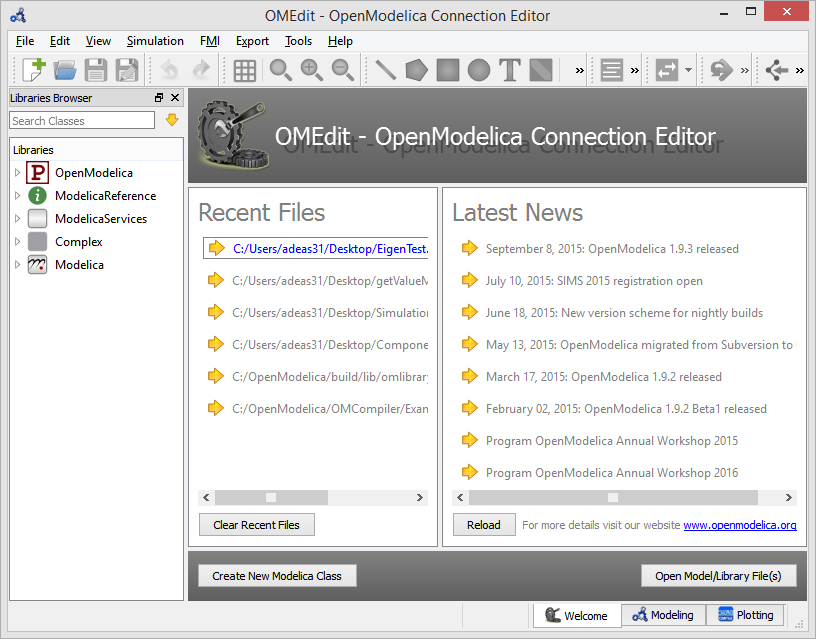 OMEdit - OpenModelica Connection Editor
File Edit View Simulation FMI Export Tools Help
Libraries Browser
Search Classes
Libraries
OpenModelica
ModelicaReference
ModelicaServices
Complex
Modelica
OMEdit - OpenModelica Connection Editor
Recent Files
C:/Users/adeas31/Desktop/EigenTest.
C:/Users/adeas31/Desktop/getValueM
C:/Users/adeas31/Desktop/Simulation
C:/Users/adeas31/Desktop/Compone
C:/OpenModelica/build/lib/omlibrary
C:/OpenModelica/OMCompiler/Exam
Clear Recent Files
Latest News
September 8, 2015: OpenModelica 1.9.3 released
July 10, 2015: SIMS 2015 registration open
June 18, 2015: New version scheme for nightly builds
May 13, 2015: OpenModelica migrated from Subversion to
March 17, 2015: OpenModelica 1.9.2 released
February 02, 2015: OpenModelica 1.9.2 Beta1 released
Program OpenModelica Annual Workshop 2015
Program OpenModelica Annual Workshop 2016
Reload For more details visit our website www.openmodelica.org
Create New Modelica Class Open Model/Library File(s)
Welcome Modeling Plotting